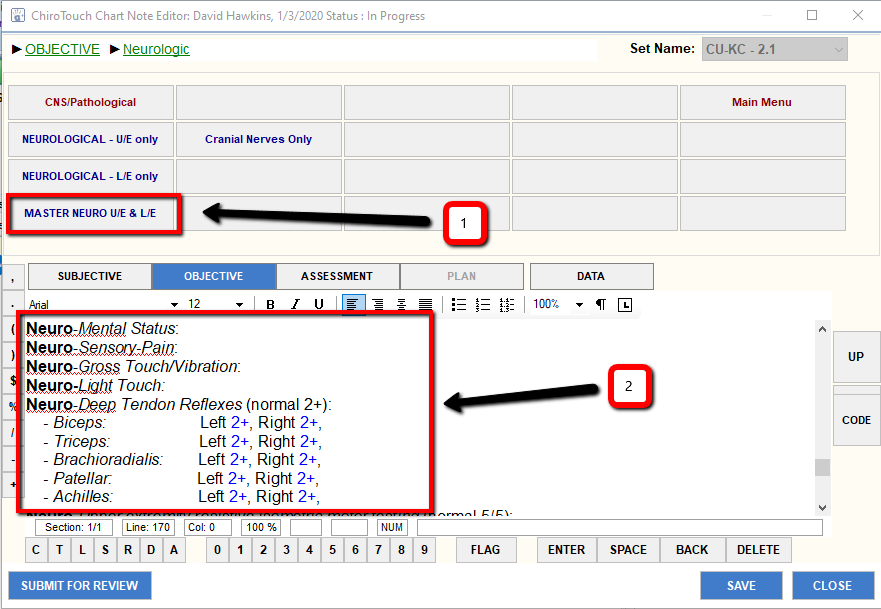 ChiroTouch Chart Note Editor: David Hawkins, 1/3/2020 Status : In Progress
OBJECTIVE Neurologic Set Name: CU-KC - 2.1
CNS/Pathological Main Menu
NEUROLOGICAL - U/E only Cranial Nerves Only
NEUROLOGICAL - L/E only
MASTER NEURO U/E & L/E
1
, SUBJECTIVE OBJECTIVE ASSESSMENT PLAN DATA
. Arial 12 B I U 100% ¶ L
( Neuro-Mental Status:
Neuro-Sensory-Pain:
) Neuro-Gross Touch/Vibration: UP
$ Neuro-Light Touch: 2
% Neuro-Deep Tendon Reflexes (normal 2+):
- Biceps: Left 2+, Right 2+, CODE
/ - Triceps: Left 2+, Right 2+,
- - Brachioradialis: Left 2+, Right 2+,
+ - Patellar: Left 2+, Right 2+,
- Achilles: Left 2+, Right 2+,
(normal 5/5):
Section: 1/1 Line: 170 Col: 0 100 % NUM
C T L S R D A 0 1 2 3 4 5 6 7 8 9 FLAG ENTER SPACE BACK DELETE
SUBMIT FOR REVIEW SAVE CLOSE